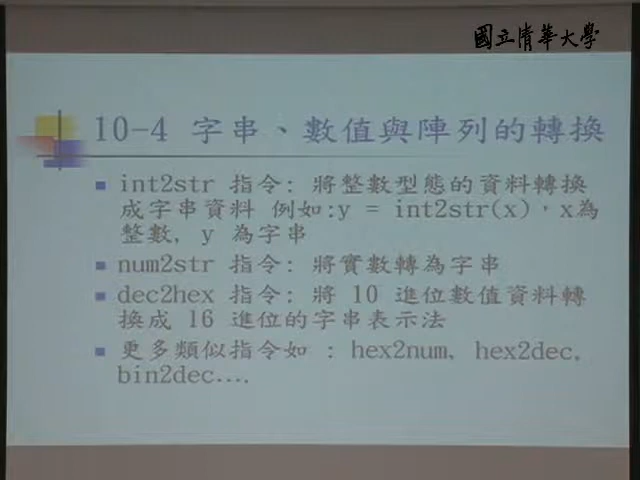 國立清華大學
10-4 字串、數值與陣列的轉換
int2str 指令: 將整數型態的資料轉換
成字串資料 例如:y = int2str(x),x為
整數, y 為字串
num2str 指令: 將實數轉為字串
dec2hex 指令: 將 10 進位數值資料轉
換成 16 進位的字串表示法
更多類似指令如 : hex2num, hex2dec,
bin2dec....